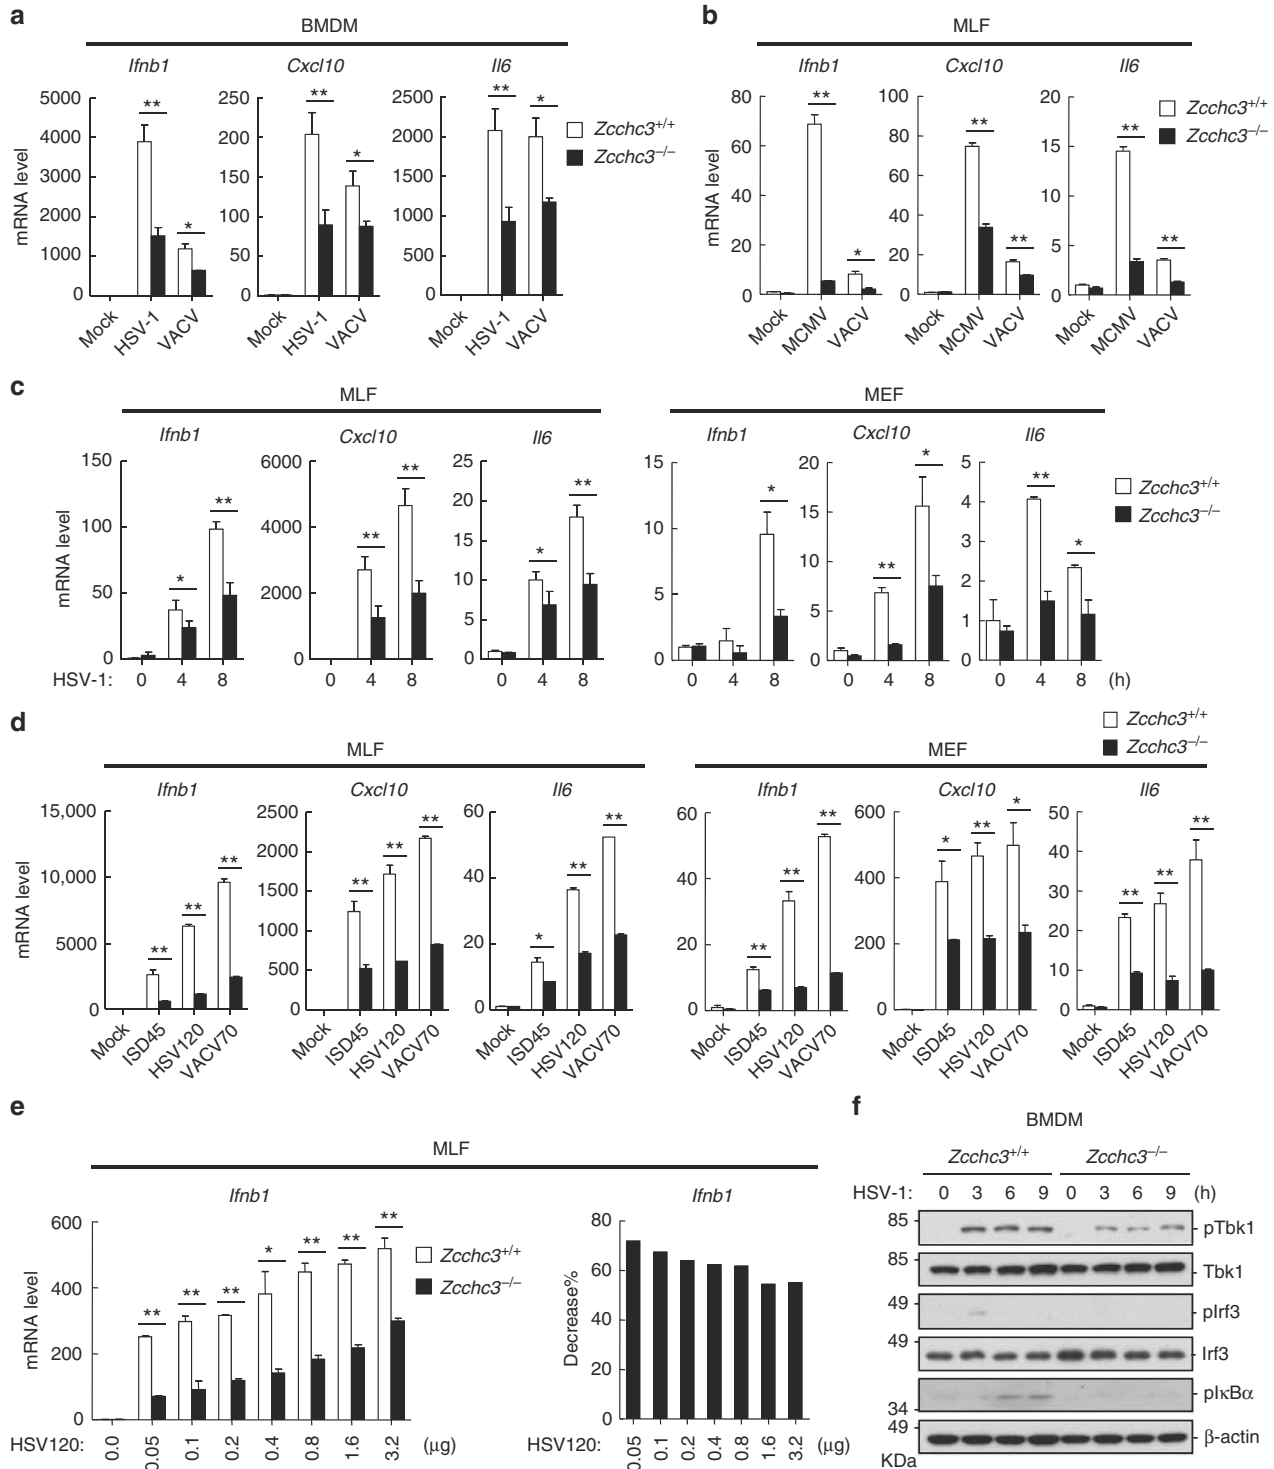 a
BMDM
Ifnb1 Cxcl10 Il6
mRNA level
5000 4000 3000 2000 1000 0
** *
Mock HSV-1 VACV
250 200 150 100 50 0
** *
Mock HSV-1 VACV
2500 2000 1500 1000 500 0
** *
Mock HSV-1 VACV
Zcchc3+/+
Zcchc3−/−
b
MLF
Ifnb1 Cxcl10 Il6
mRNA level
80 60 40 20 0
** *
Mock MCMV VACV
100 80 60 40 20 0
** **
Mock MCMV VACV
20 15 10 5 0
** **
Mock MCMV VACV
Zcchc3+/+
Zcchc3−/−
c
MLF
Ifnb1 Cxcl10 Il6
mRNA level
150 100 50 0
* **
6000 4000 2000 0
** **
25 20 15 10 5 0
* **
HSV-1: 0 4 8 0 4 8 0 4 8
MEF
Ifnb1 Cxcl10 Il6
15 10 5 0
*
20 15 10 5 0
** *
5 4 3 2 1 0
** *
0 4 8 0 4 8 0 4 8 (h)
Zcchc3+/+
Zcchc3−/−
d
MLF
Ifnb1 Cxcl10 Il6
mRNA level
15,000 10,000 5000 0
** ** **
Mock ISD45 HSV120 VACV70
2500 2000 1500 1000 500 0
** ** **
Mock ISD45 HSV120 VACV70
60 40 20 0
* ** **
Mock ISD45 HSV120 VACV70
Zcchc3+/+
Zcchc3−/−
MEF
Ifnb1 Cxcl10 Il6
60 40 20 0
** ** **
Mock ISD45 HSV120 VACV70
600 400 200 0
* ** *
Mock ISD45 HSV120 VACV70
50 40 30 20 10 0
** ** **
Mock ISD45 HSV120 VACV70
e
MLF
Ifnb1
mRNA level
600 400 200 0
** ** ** * ** ** **
Zcchc3+/+
Zcchc3−/−
HSV120: 0.0 0.05 0.1 0.2 0.4 0.8 1.6 3.2 (μg)
Ifnb1
Decrease%
80 60 40 20 0
HSV120: 0.05 0.1 0.2 0.4 0.8 1.6 3.2 (μg)
f
BMDM
Zcchc3+/+ Zcchc3−/−
HSV-1: 0 3 6 9 0 3 6 9 (h)
85 pTbk1
85 Tbk1
49 pIrf3
49 Irf3
34 pIκBα
49 β-actin
KDa